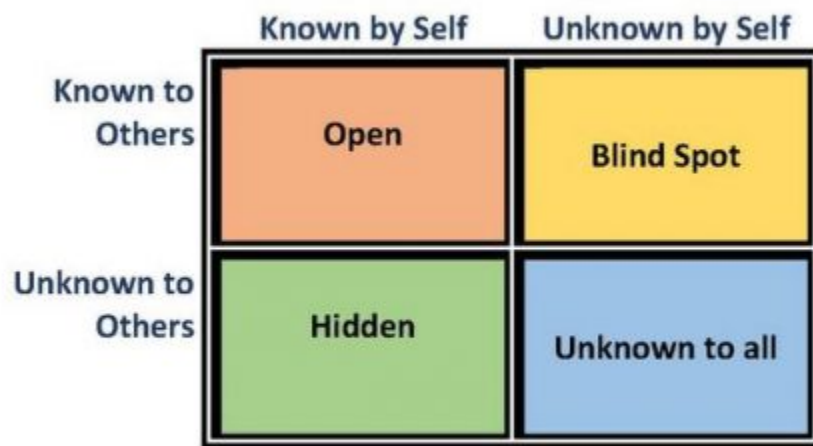 Known by Self
Unknown by Self
Known to
Others
Open
Blind Spot
Unknown to
Others
Hidden
Unknown to all